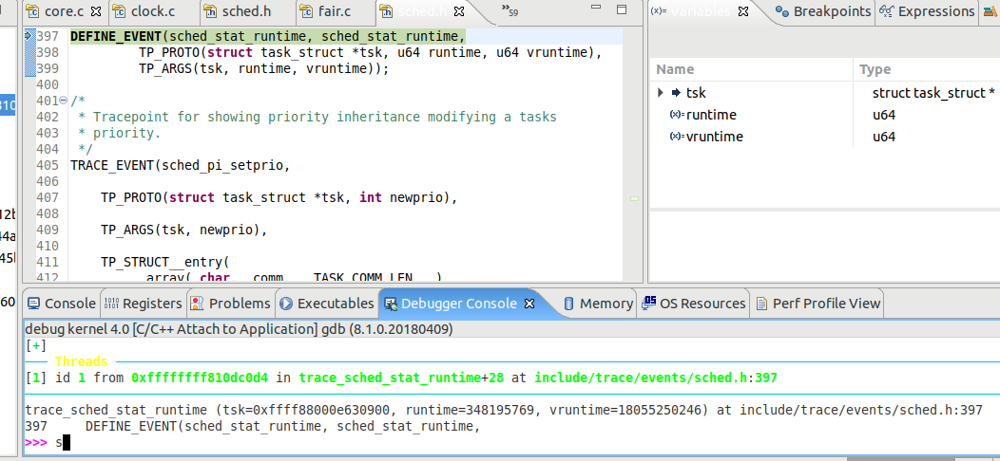 core.c clock.c sched.h fair.c sched.h »59
397 DEFINE_EVENT(sched_stat_runtime, sched_stat_runtime,
398 TP_PROTO(struct task_struct *tsk, u64 runtime, u64 vruntime),
399 TP_ARGS(tsk, runtime, vruntime));
400
401 /*
402 * Tracepoint for showing priority inheritance modifying a tasks
403 * priority.
404 */
405 TRACE_EVENT(sched_pi_setprio,
406
407 TP_PROTO(struct task_struct *tsk, int newprio),
408
409 TP_ARGS(tsk, newprio),
410
411 TP_STRUCT__entry(
412 array( char, comm, TASK_COMM_LEN )
(x)= Variables Breakpoints (x)=y Expressions
Name Type
tsk struct task_struct *
(x)= runtime u64
(x)= vruntime u64
310
12b
44a
45l
60
Console Registers Problems Executables Debugger Console Memory OS Resources Perf Profile View
debug kernel 4.0 [C/C++ Attach to Application] gdb (8.1.0.20180409)
[+]
Threads
[1] id 1 from 0xffffffff810dc0d4 in trace_sched_stat_runtime+28 at include/trace/events/sched.h:397
trace_sched_stat_runtime (tsk=0xffff88000e630900, runtime=348195769, vruntime=18055250246) at include/trace/events/sched.h:397
397 DEFINE_EVENT(sched_stat_runtime, sched_stat_runtime,
>>> s